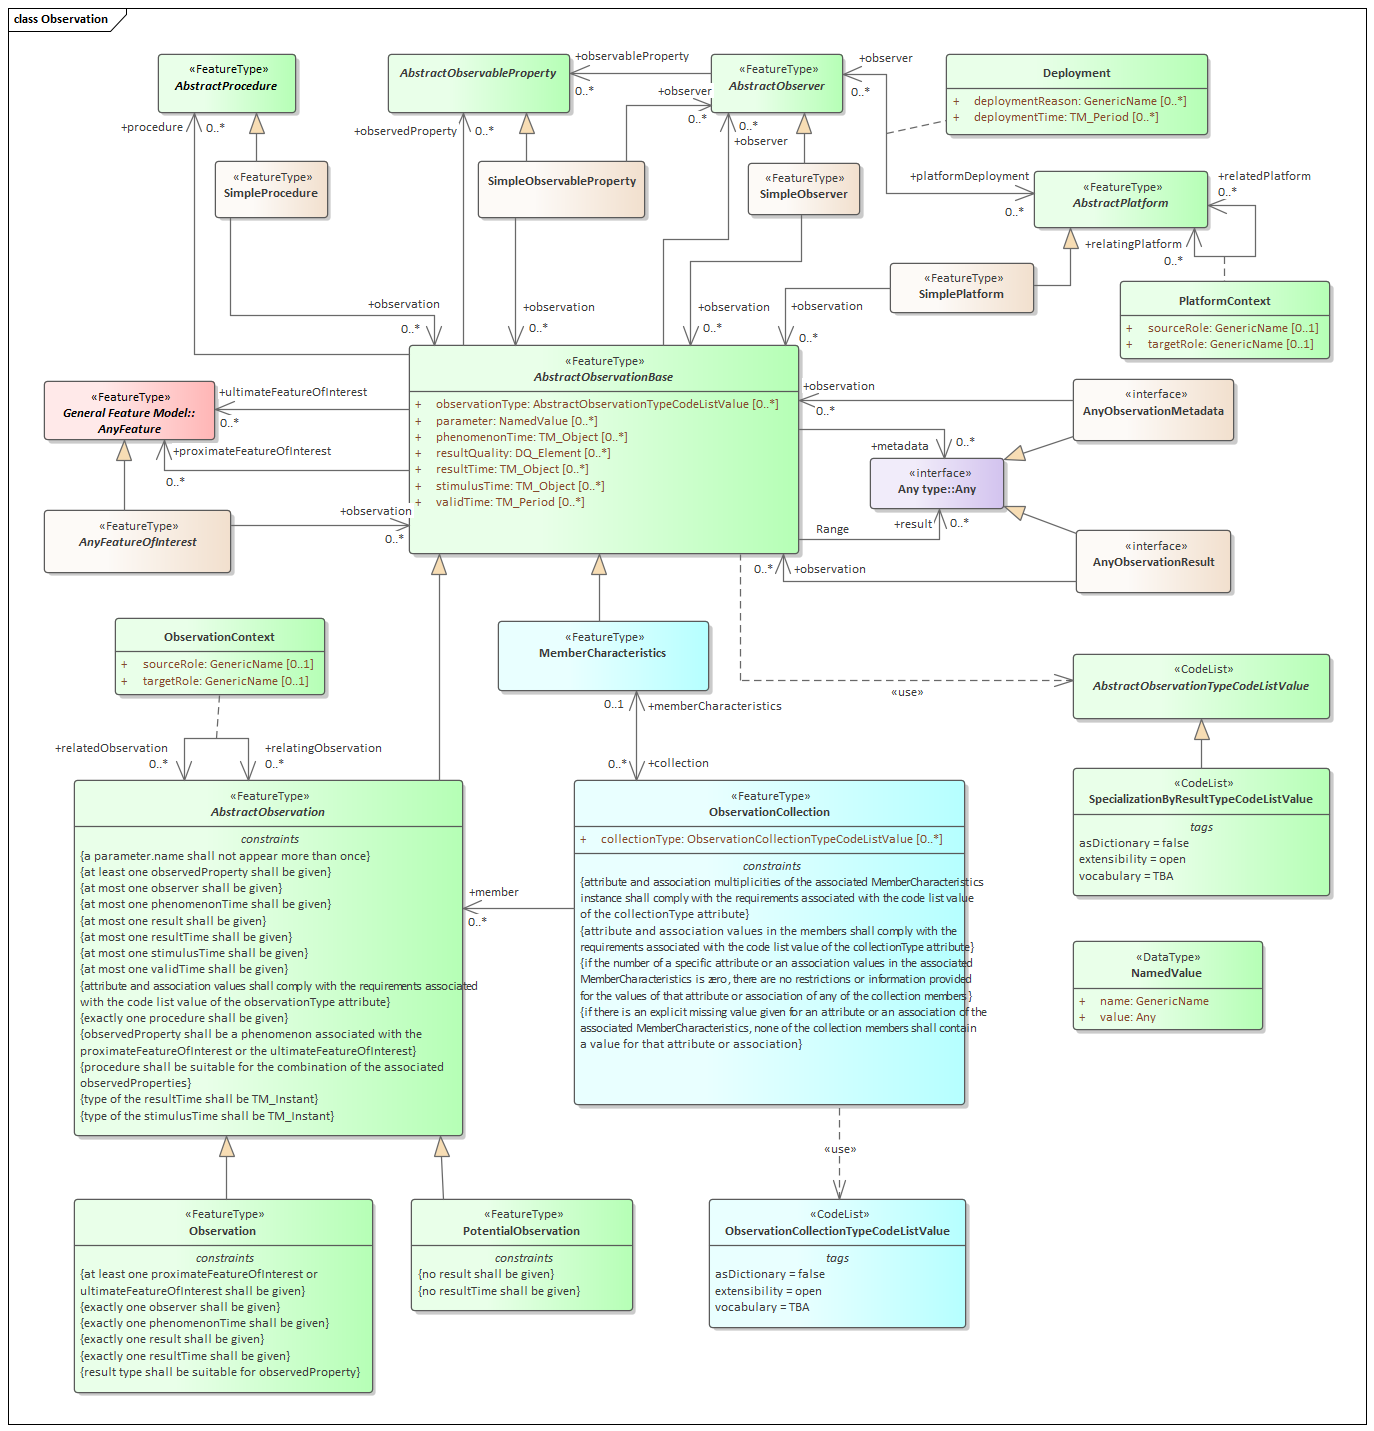 class Observation
«FeatureType»
AbstractProcedure
AbstractObservableProperty
+observableProperty
0..*
«FeatureType»
AbstractObserver
+observer
0..*
Deployment
+ deploymentReason: GenericName [0..*]
+ deploymentTime: TM_Period [0..*]
+procedure
0..*
+observedProperty
0..*
+observer
0..*
0..*
+observer
«FeatureType»
SimpleProcedure
SimpleObservableProperty
«FeatureType»
SimpleObserver
+platformDeployment
0..*
«FeatureType»
AbstractPlatform
+relatedPlatform
0..*
+relatingPlatform
0..*
«FeatureType»
SimplePlatform
PlatformContext
+ sourceRole: GenericName [0..1]
+ targetRole: GenericName [0..1]
+observation
0..*
+observation
0..*
+observation
0..*
+observation
0..*
«FeatureType»
AbstractObservationBase
+ observationType: AbstractObservationTypeCodeListValue [0..*]
+ parameter: NamedValue [0..*]
+ phenomenonTime: TM_Object [0..*]
+ resultQuality: DQ_Element [0..*]
+ resultTime: TM_Object [0..*]
+ stimulusTime: TM_Object [0..*]
+ validTime: TM_Period [0..*]
«FeatureType»
General Feature Model::
AnyFeature
+ultimateFeatureOfInterest
0..*
+proximateFeatureOfInterest
0..*
«FeatureType»
AnyFeatureOfInterest
+observation
0..*
+observation
0..*
«interface»
AnyObservationMetadata
+metadata
0..*
«interface»
Any type::Any
Range
+result
0..*
«interface»
AnyObservationResult
0..*
+observation
ObservationContext
+ sourceRole: GenericName [0..1]
+ targetRole: GenericName [0..1]
«FeatureType»
MemberCharacteristics
«use»
«CodeList»
AbstractObservationTypeCodeListValue
0..1
+memberCharacteristics
+relatedObservation
0..*
+relatingObservation
0..*
0..*
+collection
«FeatureType»
AbstractObservation
constraints
{a parameter.name shall not appear more than once}
{at least one observedProperty shall be given}
{at most one observer shall be given}
{at most one phenomenonTime shall be given}
{at most one result shall be given}
{at most one resultTime shall be given}
{at most one stimulusTime shall be given}
{at most one validTime shall be given}
{attribute and association values shall comply with the requirements associated
with the code list value of the observationType attribute}
{exactly one procedure shall be given}
{observedProperty shall be a phenomenon associated with the
proximateFeatureOfInterest or the ultimateFeatureOfInterest}
{procedure shall be suitable for the combination of the associated
observedProperties}
{type of the resultTime shall be TM_Instant}
{type of the stimulusTime shall be TM_Instant}
+member
0..*
«FeatureType»
ObservationCollection
+ collectionType: ObservationCollectionTypeCodeListValue [0..*]
constraints
{attribute and association multiplicities of the associated MemberCharacteristics
instance shall comply with the requirements associated with the code list value
of the collectionType attribute}
{attribute and association values in the members shall comply with the
requirements associated with the code list value of the collectionType attribute}
{if the number of a specific attribute or an association values in the associated
MemberCharacteristics is zero, there are no restrictions or information provided
for the values of that attribute or association of any of the collection members}
{if there is an explicit missing value given for an attribute or an association of the
associated MemberCharacteristics, none of the collection members shall contain
a value for that attribute or association}
«CodeList»
SpecializationByResultTypeCodeListValue
tags
asDictionary = false
extensibility = open
vocabulary = TBA
«DataType»
NamedValue
+ name: GenericName
+ value: Any
«use»
«FeatureType»
Observation
constraints
{at least one proximateFeatureOfInterest or
ultimateFeatureOfInterest shall be given}
{exactly one observer shall be given}
{exactly one phenomenonTime shall be given}
{exactly one result shall be given}
{exactly one resultTime shall be given}
{result type shall be suitable for observedProperty}
«FeatureType»
PotentialObservation
constraints
{no result shall be given}
{no resultTime shall be given}
«CodeList»
ObservationCollectionTypeCodeListValue
tags
asDictionary = false
extensibility = open
vocabulary = TBA